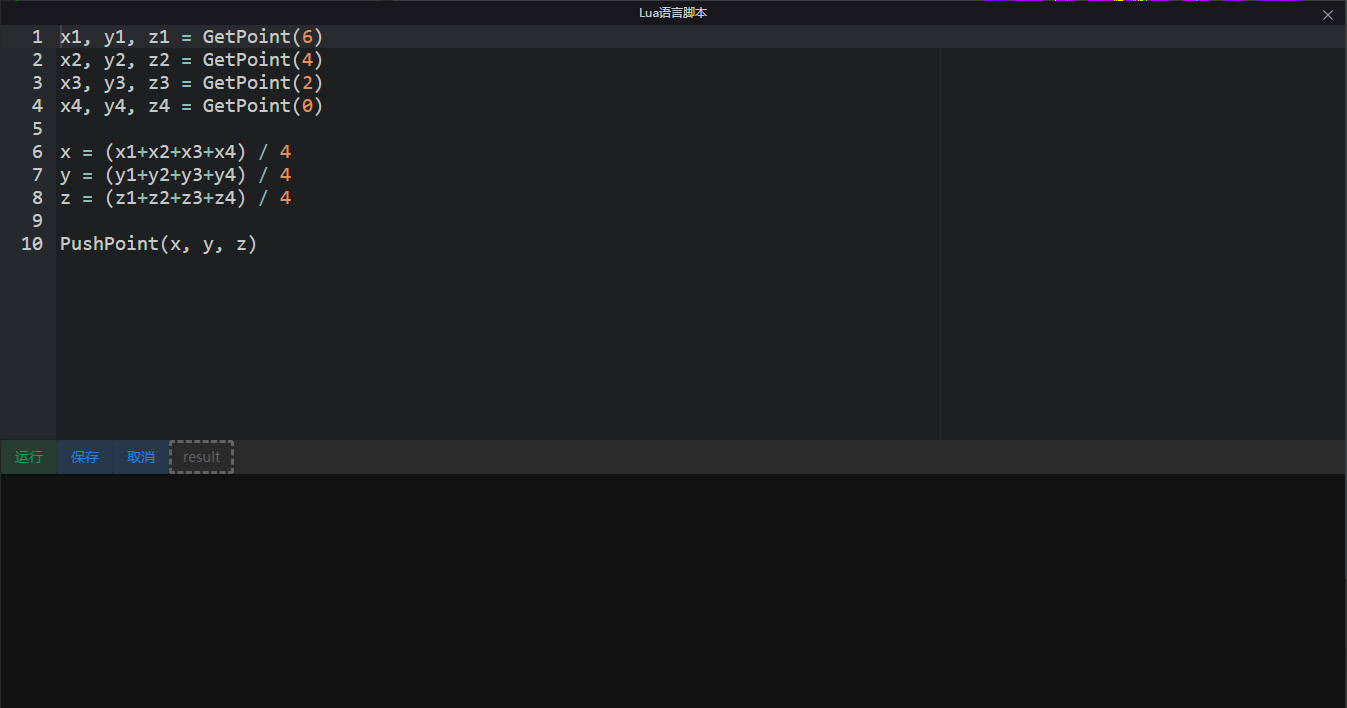 Lua语言脚本
1 x1, y1, z1 = GetPoint(6)
2 x2, y2, z2 = GetPoint(4)
3 x3, y3, z3 = GetPoint(2)
4 x4, y4, z4 = GetPoint(0)
5
6 x = (x1+x2+x3+x4) / 4
7 y = (y1+y2+y3+y4) / 4
8 z = (z1+z2+z3+z4) / 4
9
10 PushPoint(x, y, z)
运行 保存 取消 result